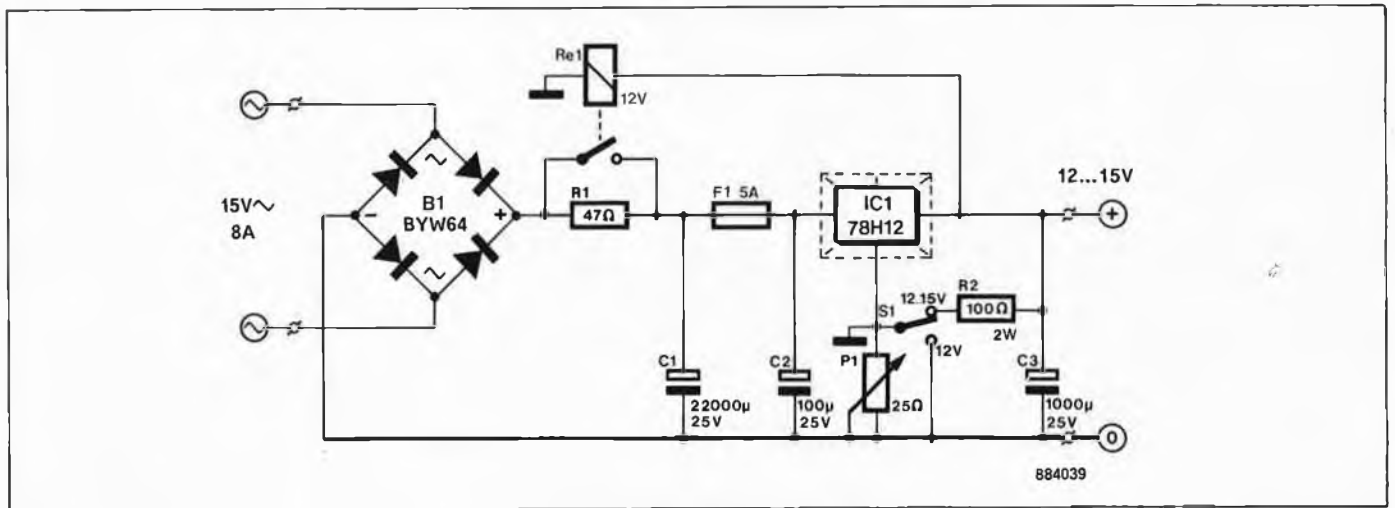 Re1
12V
15V~
8A
~
B1
BYW64
-
+
~
R1
47Ω
F1 5A
IC1
78H12
12...15V
+
S1
12..15V
12V
R2
100Ω
2W
P1
25Ω
C1
22000µ
25V
C2
100µ
25V
C3
1000µ
25V
0
884039